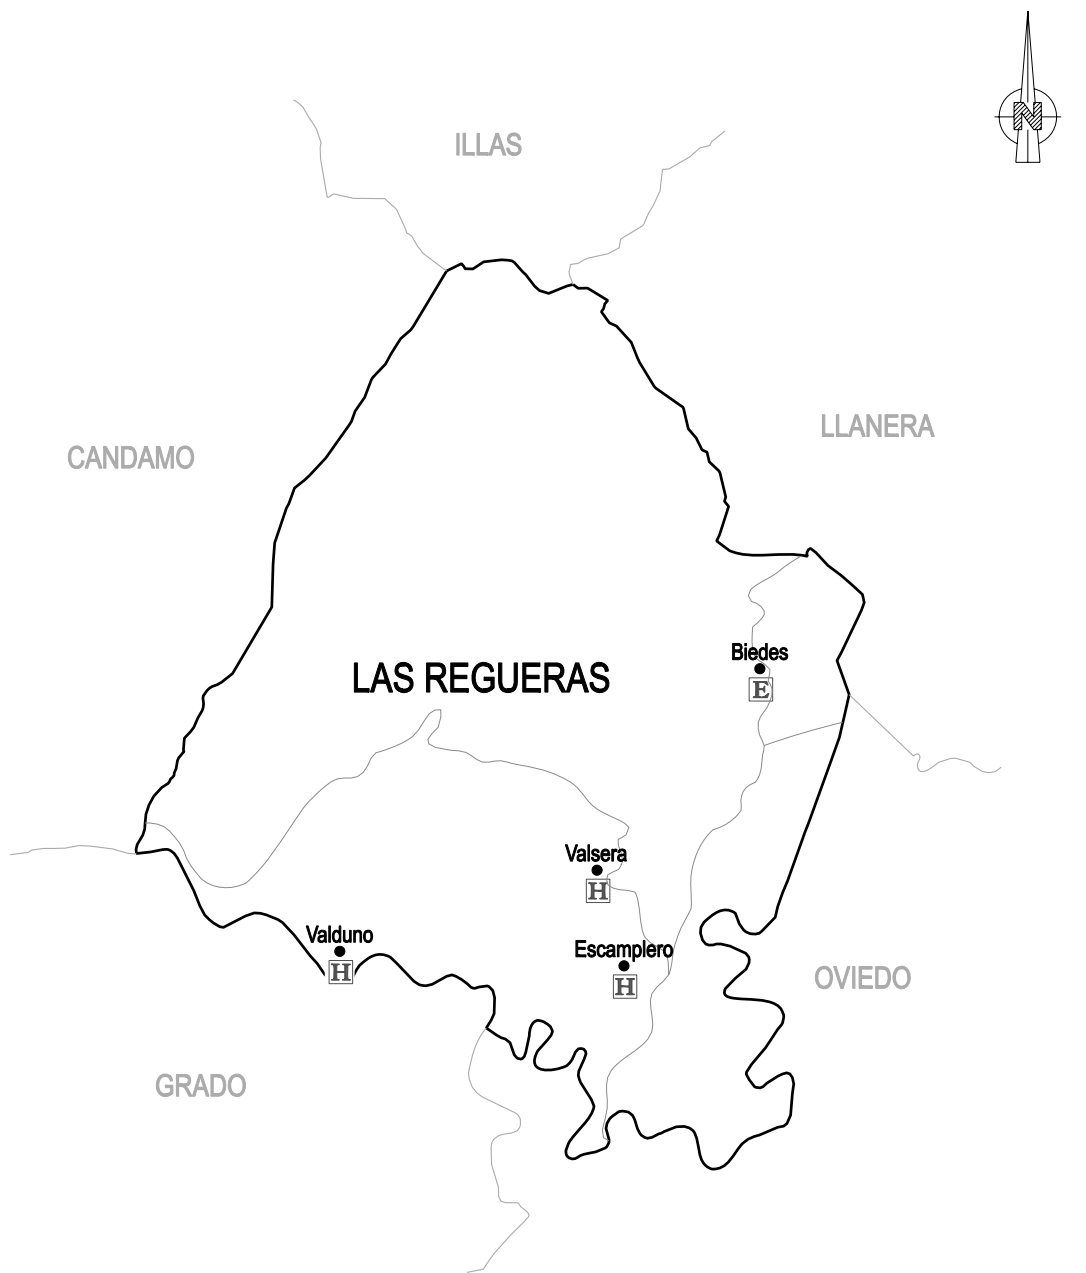 N
ILLAS
LLANERA
CANDAMO
Biedes
LAS REGUERAS
E
Valsera
H
Valduno
Escamplero
H
H
OVIEDO
GRADO